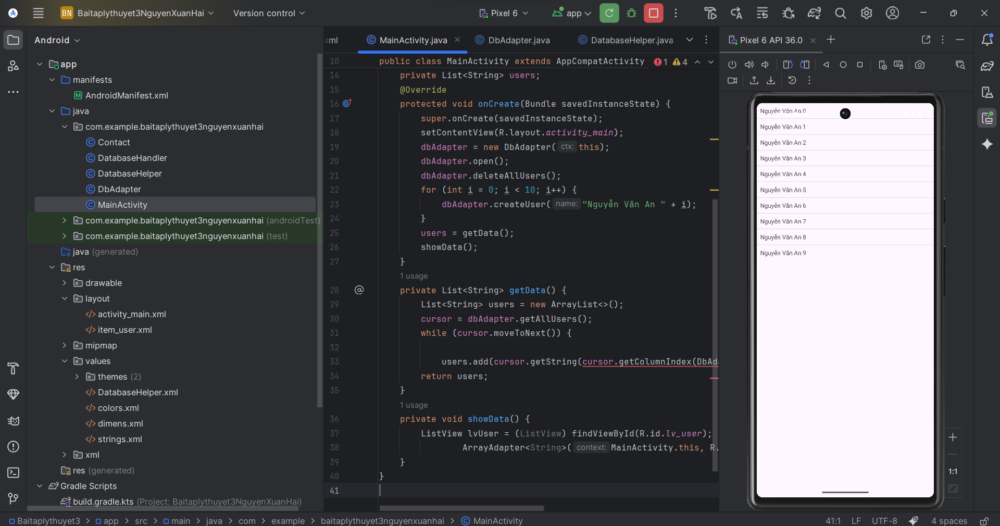 BN Baitaplythuyet3NguyenXuanHai Version control Pixel 6 app
Android
app
manifests
AndroidManifest.xml
java
com.example.baitaplythuyet3nguyenxuanhai
Contact
DatabaseHandler
DatabaseHelper
DbAdapter
MainActivity
com.example.baitaplythuyet3nguyenxuanhai (androidTest)
com.example.baitaplythuyet3nguyenxuanhai (test)
java (generated)
res
drawable
layout
activity_main.xml
item_user.xml
mipmap
values
themes (2)
DatabaseHelper.xml
colors.xml
dimens.xml
strings.xml
xml
res (generated)
Gradle Scripts
build.gradle.kts (Project: Baitaplythuyet3NguyenXuanHai)
xml MainActivity.java DbAdapter.java DatabaseHelper.java
10 public class MainActivity extends AppCompatActivity 1 4
14 private List<String> users;
15 @Override
16 protected void onCreate(Bundle savedInstanceState) {
17 super.onCreate(savedInstanceState);
18 setContentView(R.layout.activity_main);
19 dbAdapter = new DbAdapter( ctx: this);
20 dbAdapter.open();
21 dbAdapter.deleteAllUsers();
22 for (int i = 0; i < 10; i++) {
23 dbAdapter.createUser( name: "Nguyễn Văn An " + i);
24 }
25 users = getData();
26 showData();
27 }
1 usage
28 private List<String> getData() {
29 List<String> users = new ArrayList<>();
30 cursor = dbAdapter.getAllUsers();
31 while (cursor.moveToNext()) {
32
33 users.add(cursor.getString(cursor.getColumnIndex(DbAda
34 return users;
35 }
1 usage
36 private void showData() {
37 ListView lvUser = (ListView) findViewById(R.id.lv_user);
38 ArrayAdapter<String>( context: MainActivity.this, R.
39 }
40 }
41
Pixel 6 API 36.0
Nguyễn Văn An 0
Nguyễn Văn An 1
Nguyễn Văn An 2
Nguyễn Văn An 3
Nguyễn Văn An 4
Nguyễn Văn An 5
Nguyễn Văn An 6
Nguyễn Văn An 7
Nguyễn Văn An 8
Nguyễn Văn An 9
1:1
Baitaplythuyet3 > app > src > main > java > com > example > baitaplythuyet3nguyenxuanhai > MainActivity 41:1 LF UTF-8 4 spaces